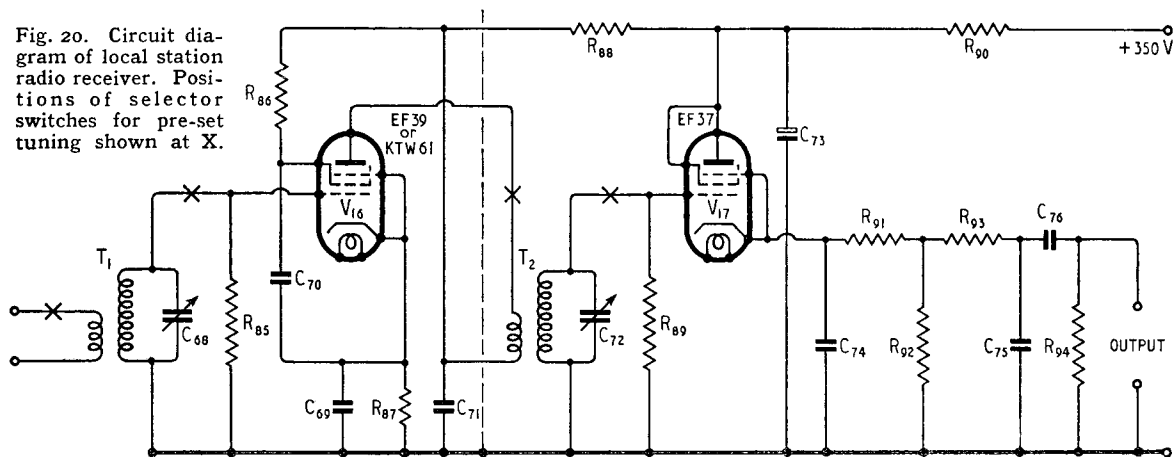 Fig. 20. Circuit dia-
gram of local station
radio receiver. Posi-
tions of selector
switches for pre-set
tuning shown at X.
R88
R90
+350 V
R86
EF39
or
KTW61
EF37
C73
V16
V17
T1
C68
R85
C70
T2
C72
R89
R91
R93
C76
C69
R87
C71
C74
R92
C75
R94
OUTPUT